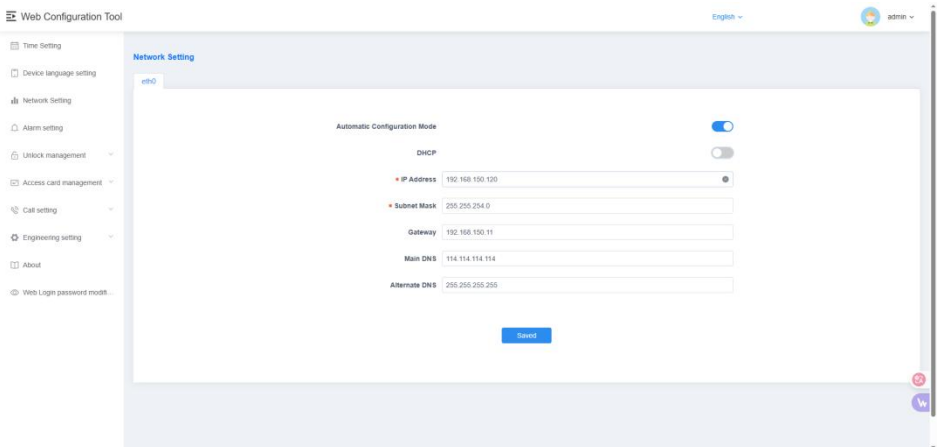 Web Configuration Tool
English
admin
Time Setting
Device language setting
Network Setting
Alarm setting
Unlock management
Access card management
Call setting
Engineering setting
About
Web Login password modifi...
Network Setting
eth0
Automatic Configuration Mode
DHCP
* IP Address 192.168.150.120
* Subnet Mask 255.255.254.0
Gateway 192.168.150.11
Main DNS 114.114.114.114
Alternate DNS 255.255.255.255
Saved